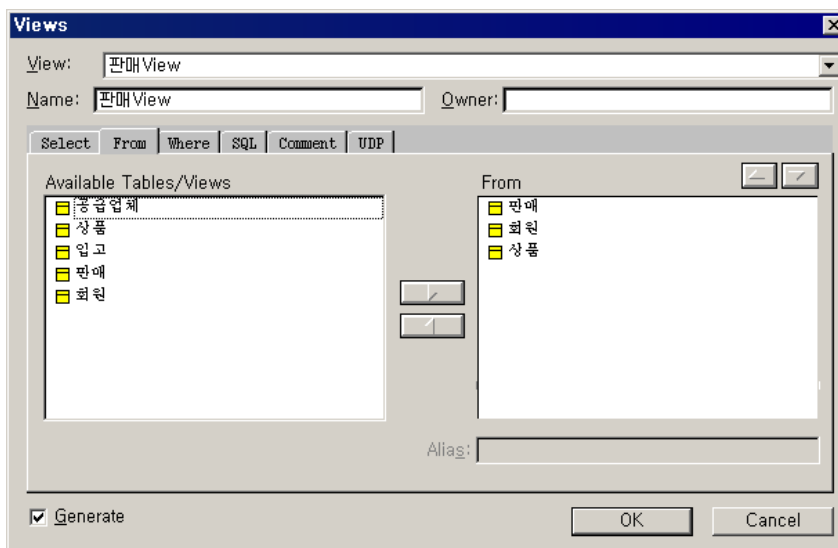 Views
View: 판매View
Name: 판매View Owner:
Select From Where SQL Comment UDP
Available Tables/Views From
공급업체
상품
입고
판매
회원
판매
회원
상품
Alias:
Generate OK Cancel